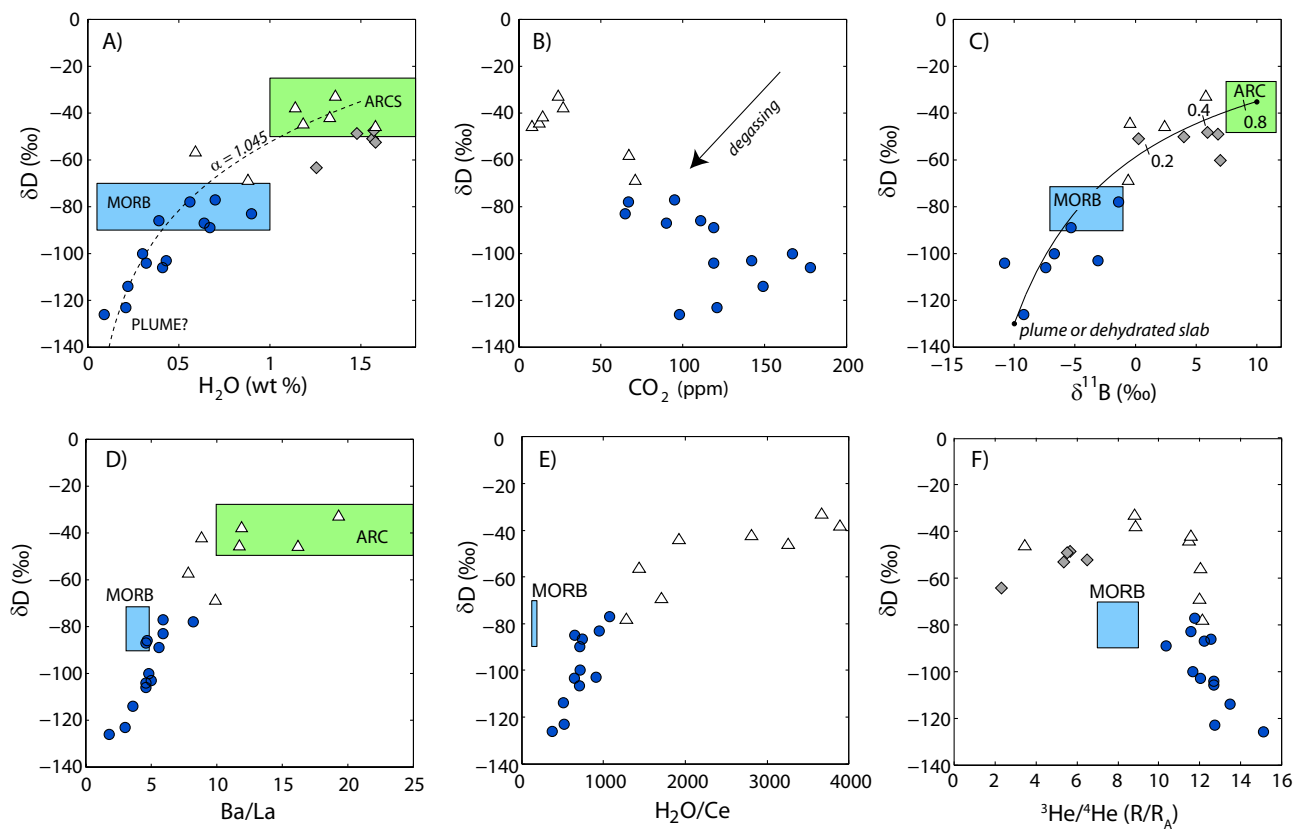 A)
0
−20
−40
−60
−80
−100
−120
−140
δD (‰)
ARCS
α = 1.045
MORB
PLUME?
0 0.5 1 1.5
H2O (wt %)
B)
0
−20
−40
−60
−80
−100
−120
−140
δD (‰)
degassing
0 50 100 150 200
CO2 (ppm)
C)
0
−20
−40
−60
−80
−100
−120
−140
δD (‰)
ARC
0.4
0.8
0.2
MORB
plume or dehydrated slab
−15 −10 −5 0 5 10
δ11B (‰)
D)
0
−20
−40
−60
−80
−100
−120
−140
δD (‰)
ARC
MORB
0 5 10 15 20 25
Ba/La
E)
0
−20
−40
−60
−80
−100
−120
−140
δD (‰)
MORB
0 1000 2000 3000 4000
H2O/Ce
F)
0
−20
−40
−60
−80
−100
−120
−140
δD (‰)
MORB
0 2 4 6 8 10 12 14 16
3He/4He (R/RA)